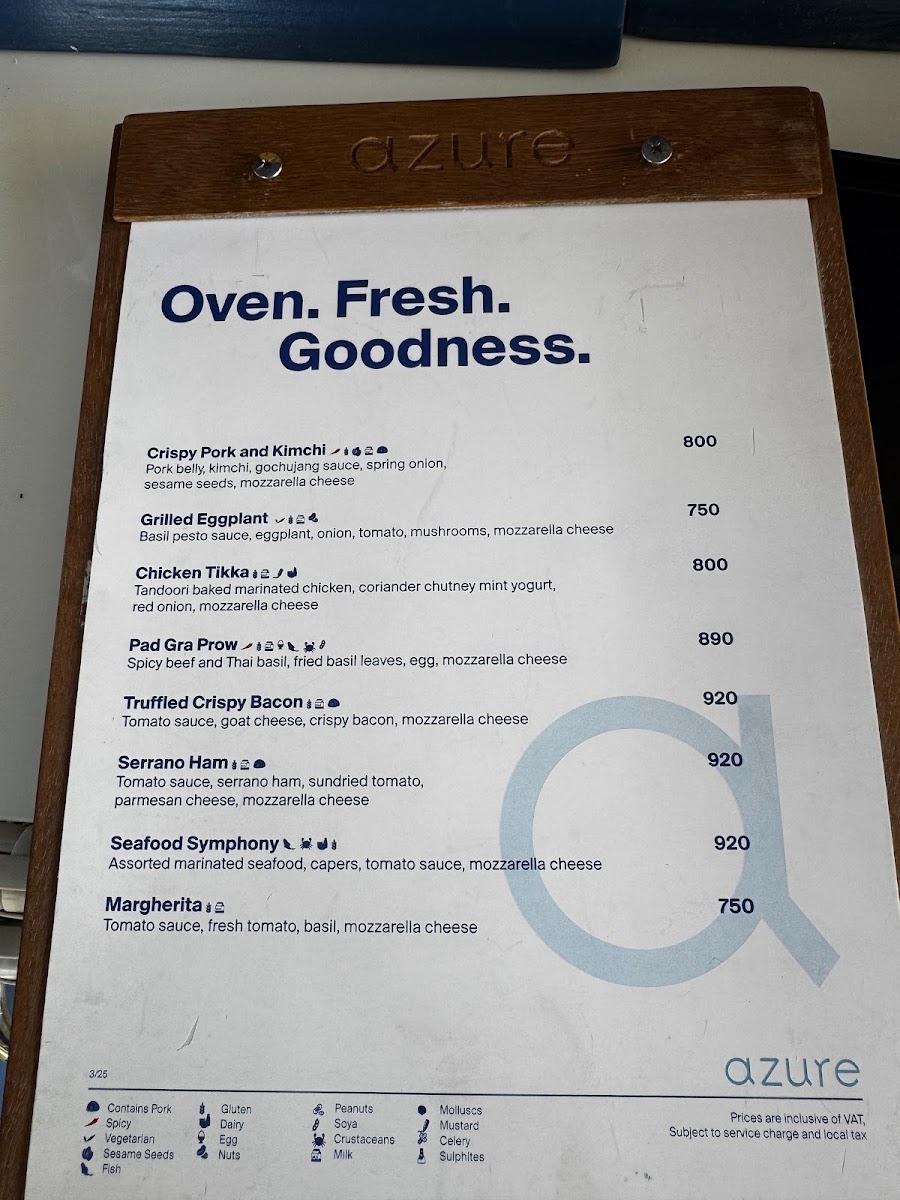 azure
Oven. Fresh.
Goodness.
Crispy Pork and Kimchi 800
Pork belly, kimchi, gochujang sauce, spring onion,
sesame seeds, mozzarella cheese
Grilled Eggplant 750
Basil pesto sauce, eggplant, onion, tomato, mushrooms, mozzarella cheese
Chicken Tikka 800
Tandoori baked marinated chicken, coriander chutney mint yogurt,
red onion, mozzarella cheese
Pad Gra Prow 890
Spicy beef and Thai basil, fried basil leaves, egg, mozzarella cheese
Truffled Crispy Bacon 920
Tomato sauce, goat cheese, crispy bacon, mozzarella cheese
Serrano Ham 920
Tomato sauce, serrano ham, sundried tomato,
parmesan cheese, mozzarella cheese
Seafood Symphony 920
Assorted marinated seafood, capers, tomato sauce, mozzarella cheese
Margherita 750
Tomato sauce, fresh tomato, basil, mozzarella cheese
a
azure
3/25
Contains Pork
Spicy
Vegetarian
Sesame Seeds
Fish
Gluten
Dairy
Egg
Nuts
Peanuts
Soya
Crustaceans
Milk
Molluscs
Mustard
Celery
Sulphites
Prices are inclusive of VAT,
Subject to service charge and local tax